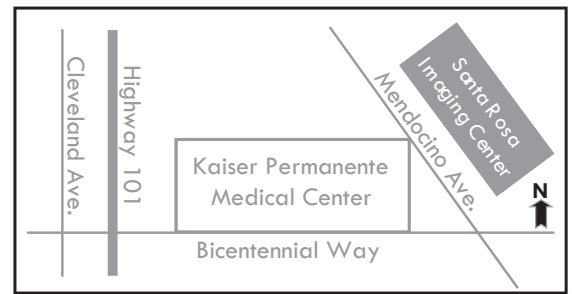 Cleveland Ave.
Highway 101
Kaiser Permanente
Medical Center
Mendocino Ave.
Santa Rosa
Imaging Center
N
Bicentennial Way